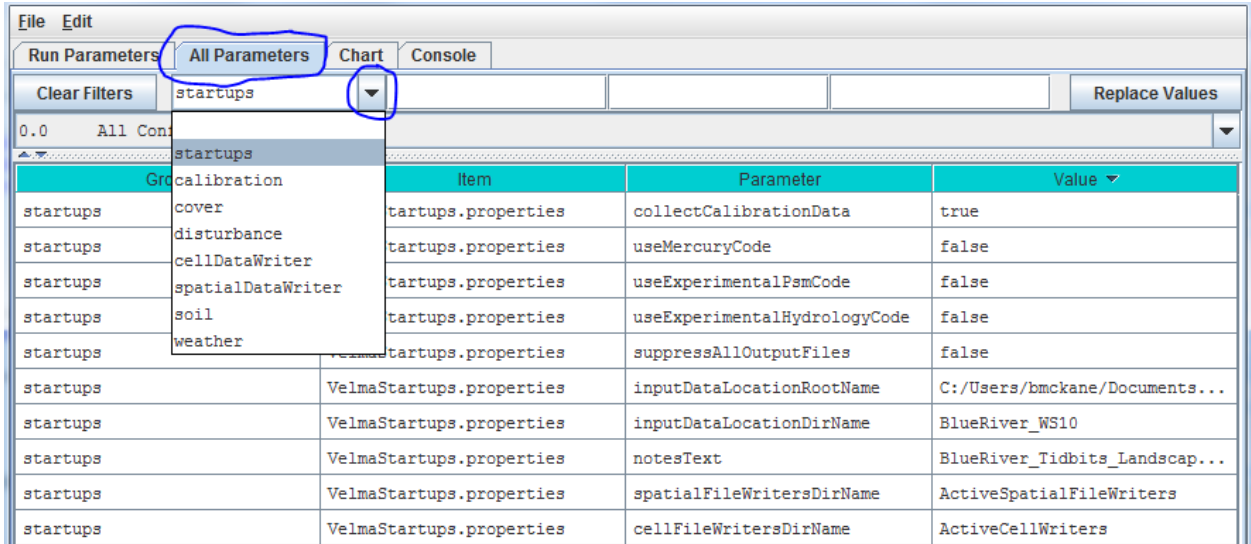 File Edit
Run Parameters All Parameters Chart Console
Clear Filters startups Replace Values
0.0 All Con
startups
calibration
cover
disturbance
cellDataWriter
spatialDataWriter
soil
weather
Item Parameter Value
startups tartups.properties collectCalibrationData true
startups tartups.properties useMercuryCode false
startups tartups.properties useExperimentalPsmCode false
startups tartups.properties useExperimentalHydrologyCode false
startups VelmaStartups.properties suppressAllOutputFiles false
startups VelmaStartups.properties inputDataLocationRootName C:/Users/bmckane/Documents...
startups VelmaStartups.properties inputDataLocationDirName BlueRiver_WS10
startups VelmaStartups.properties notesText BlueRiver_Tidbits_Landscap...
startups VelmaStartups.properties spatialFileWritersDirName ActiveSpatialFileWriters
startups VelmaStartups.properties cellFileWritersDirName ActiveCellWriters